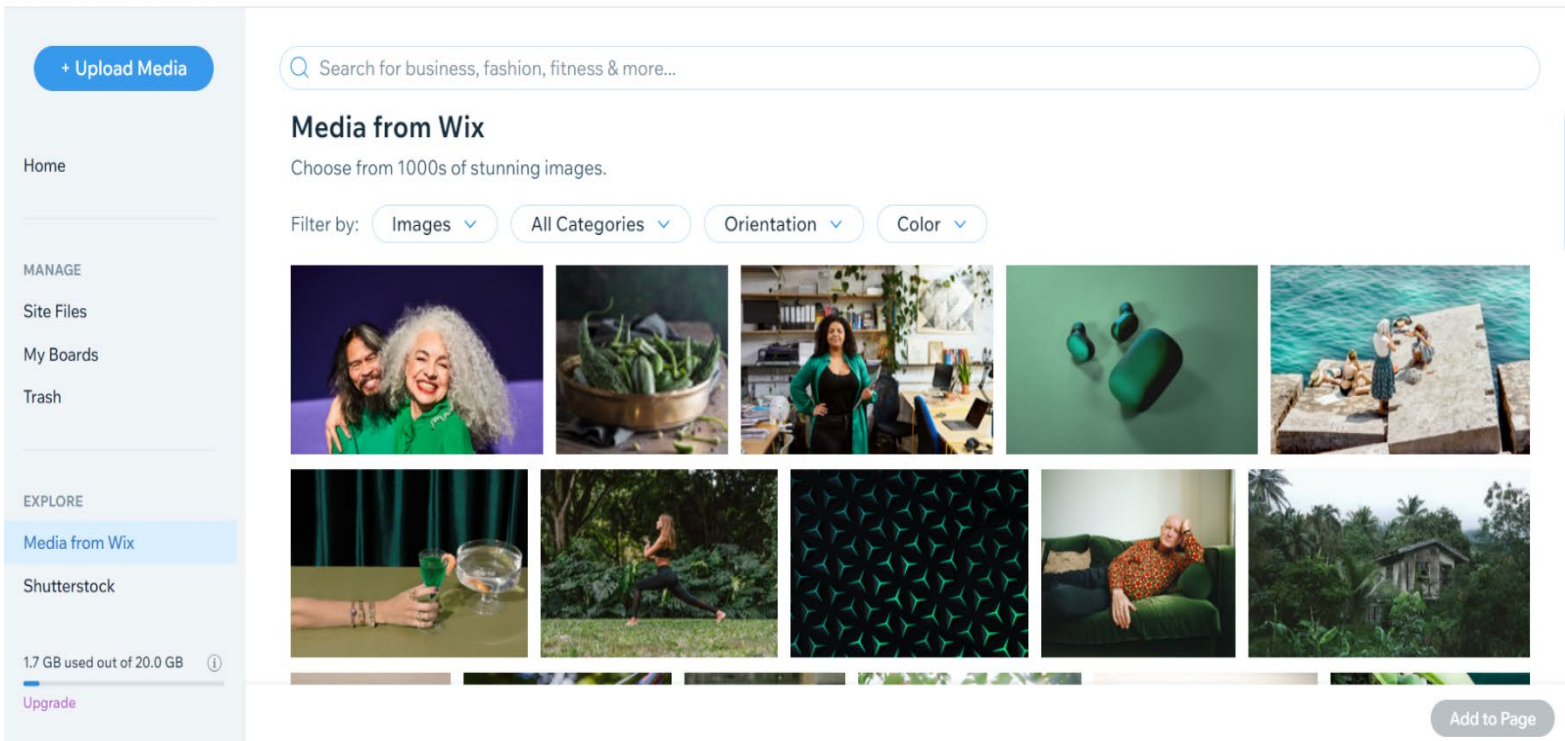 + Upload Media
Home
MANAGE
Site Files
My Boards
Trash
EXPLORE
Media from Wix
Shutterstock
1.7 GB used out of 20.0 GB
Upgrade
Search for business, fashion, fitness & more...
Media from Wix
Choose from 1000s of stunning images.
Filter by: Images All Categories Orientation Color
Add to Page